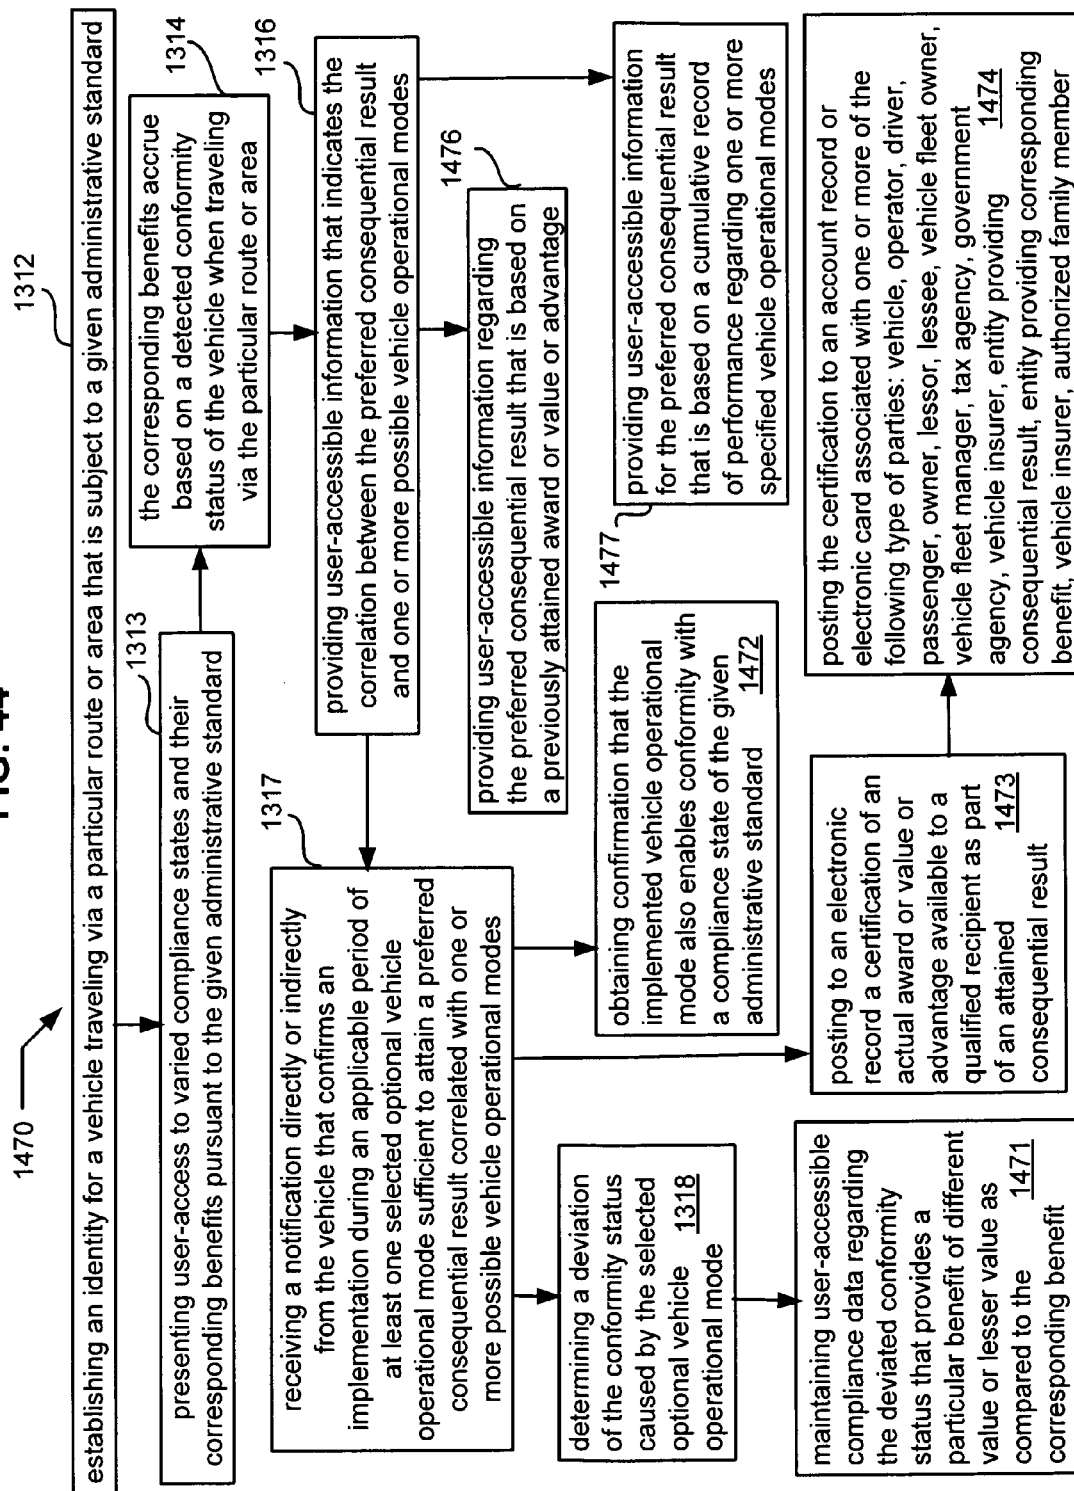 FIG. 44
1470
1312
establishing an identity for a vehicle traveling via a particular route or area that is subject to a given administrative standard
1313
presenting user-access to varied compliance states and their
corresponding benefits pursuant to the given administrative standard
1314
the corresponding benefits accrue
based on a detected conformity
status of the vehicle when traveling
via the particular route or area
1316
providing user-accessible information that indicates the
correlation between the preferred consequential result
and one or more possible vehicle operational modes
1317
receiving a notification directly or indirectly
from the vehicle that confirms an
implementation during an applicable period of
at least one selected optional vehicle
operational mode sufficient to attain a preferred
consequential result correlated with one or
more possible vehicle operational modes
1476
providing user-accessible information regarding
the preferred consequential result that is based on
a previously attained award or value or advantage
1477
providing user-accessible information
for the preferred consequential result
that is based on a cumulative record
of performance regarding one or more
specified vehicle operational modes
determining a deviation
of the conformity status
caused by the selected
optional vehicle 1318
operational mode
obtaining confirmation that the
implemented vehicle operational
mode also enables conformity with
a compliance state of the given
administrative standard 1472
maintaining user-accessible
compliance data regarding
the deviated conformity
status that provides a
particular benefit of different
value or lesser value as
compared to the 1471
corresponding benefit
posting to an electronic
record a certification of an
actual award or value or
advantage available to a
qualified recipient as part
of an attained 1473
consequential result
posting the certification to an account record or
electronic card associated with one or more of the
following type of parties: vehicle, operator, driver,
passenger, owner, lessor, lessee, vehicle fleet owner,
vehicle fleet manager, tax agency, government
agency, vehicle insurer, entity providing 1474
consequential result, entity providing corresponding
benefit, vehicle insurer, authorized family member